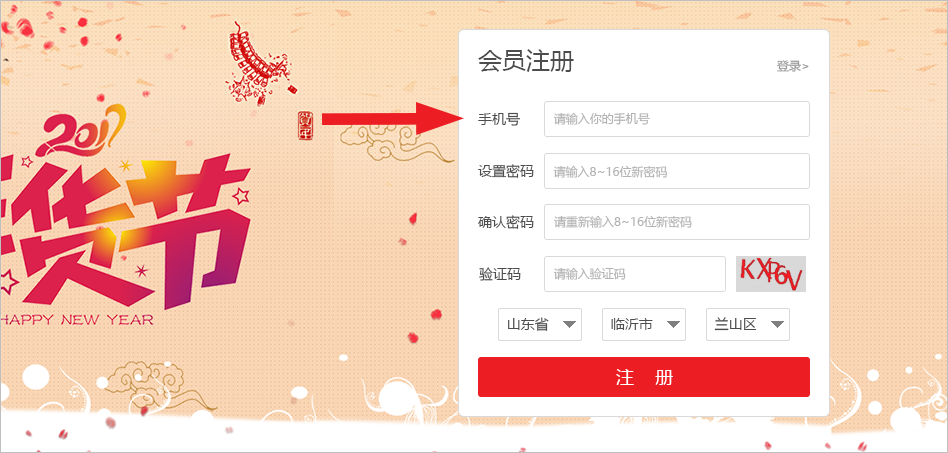 2017
年货节
HAPPY NEW YEAR
贺年
会员注册
登录>
手机号
请输入你的手机号
设置密码
请输入8~16位新密码
确认密码
请重新输入8~16位新密码
验证码
请输入验证码
KXP6V
山东省
临沂市
兰山区
注 册